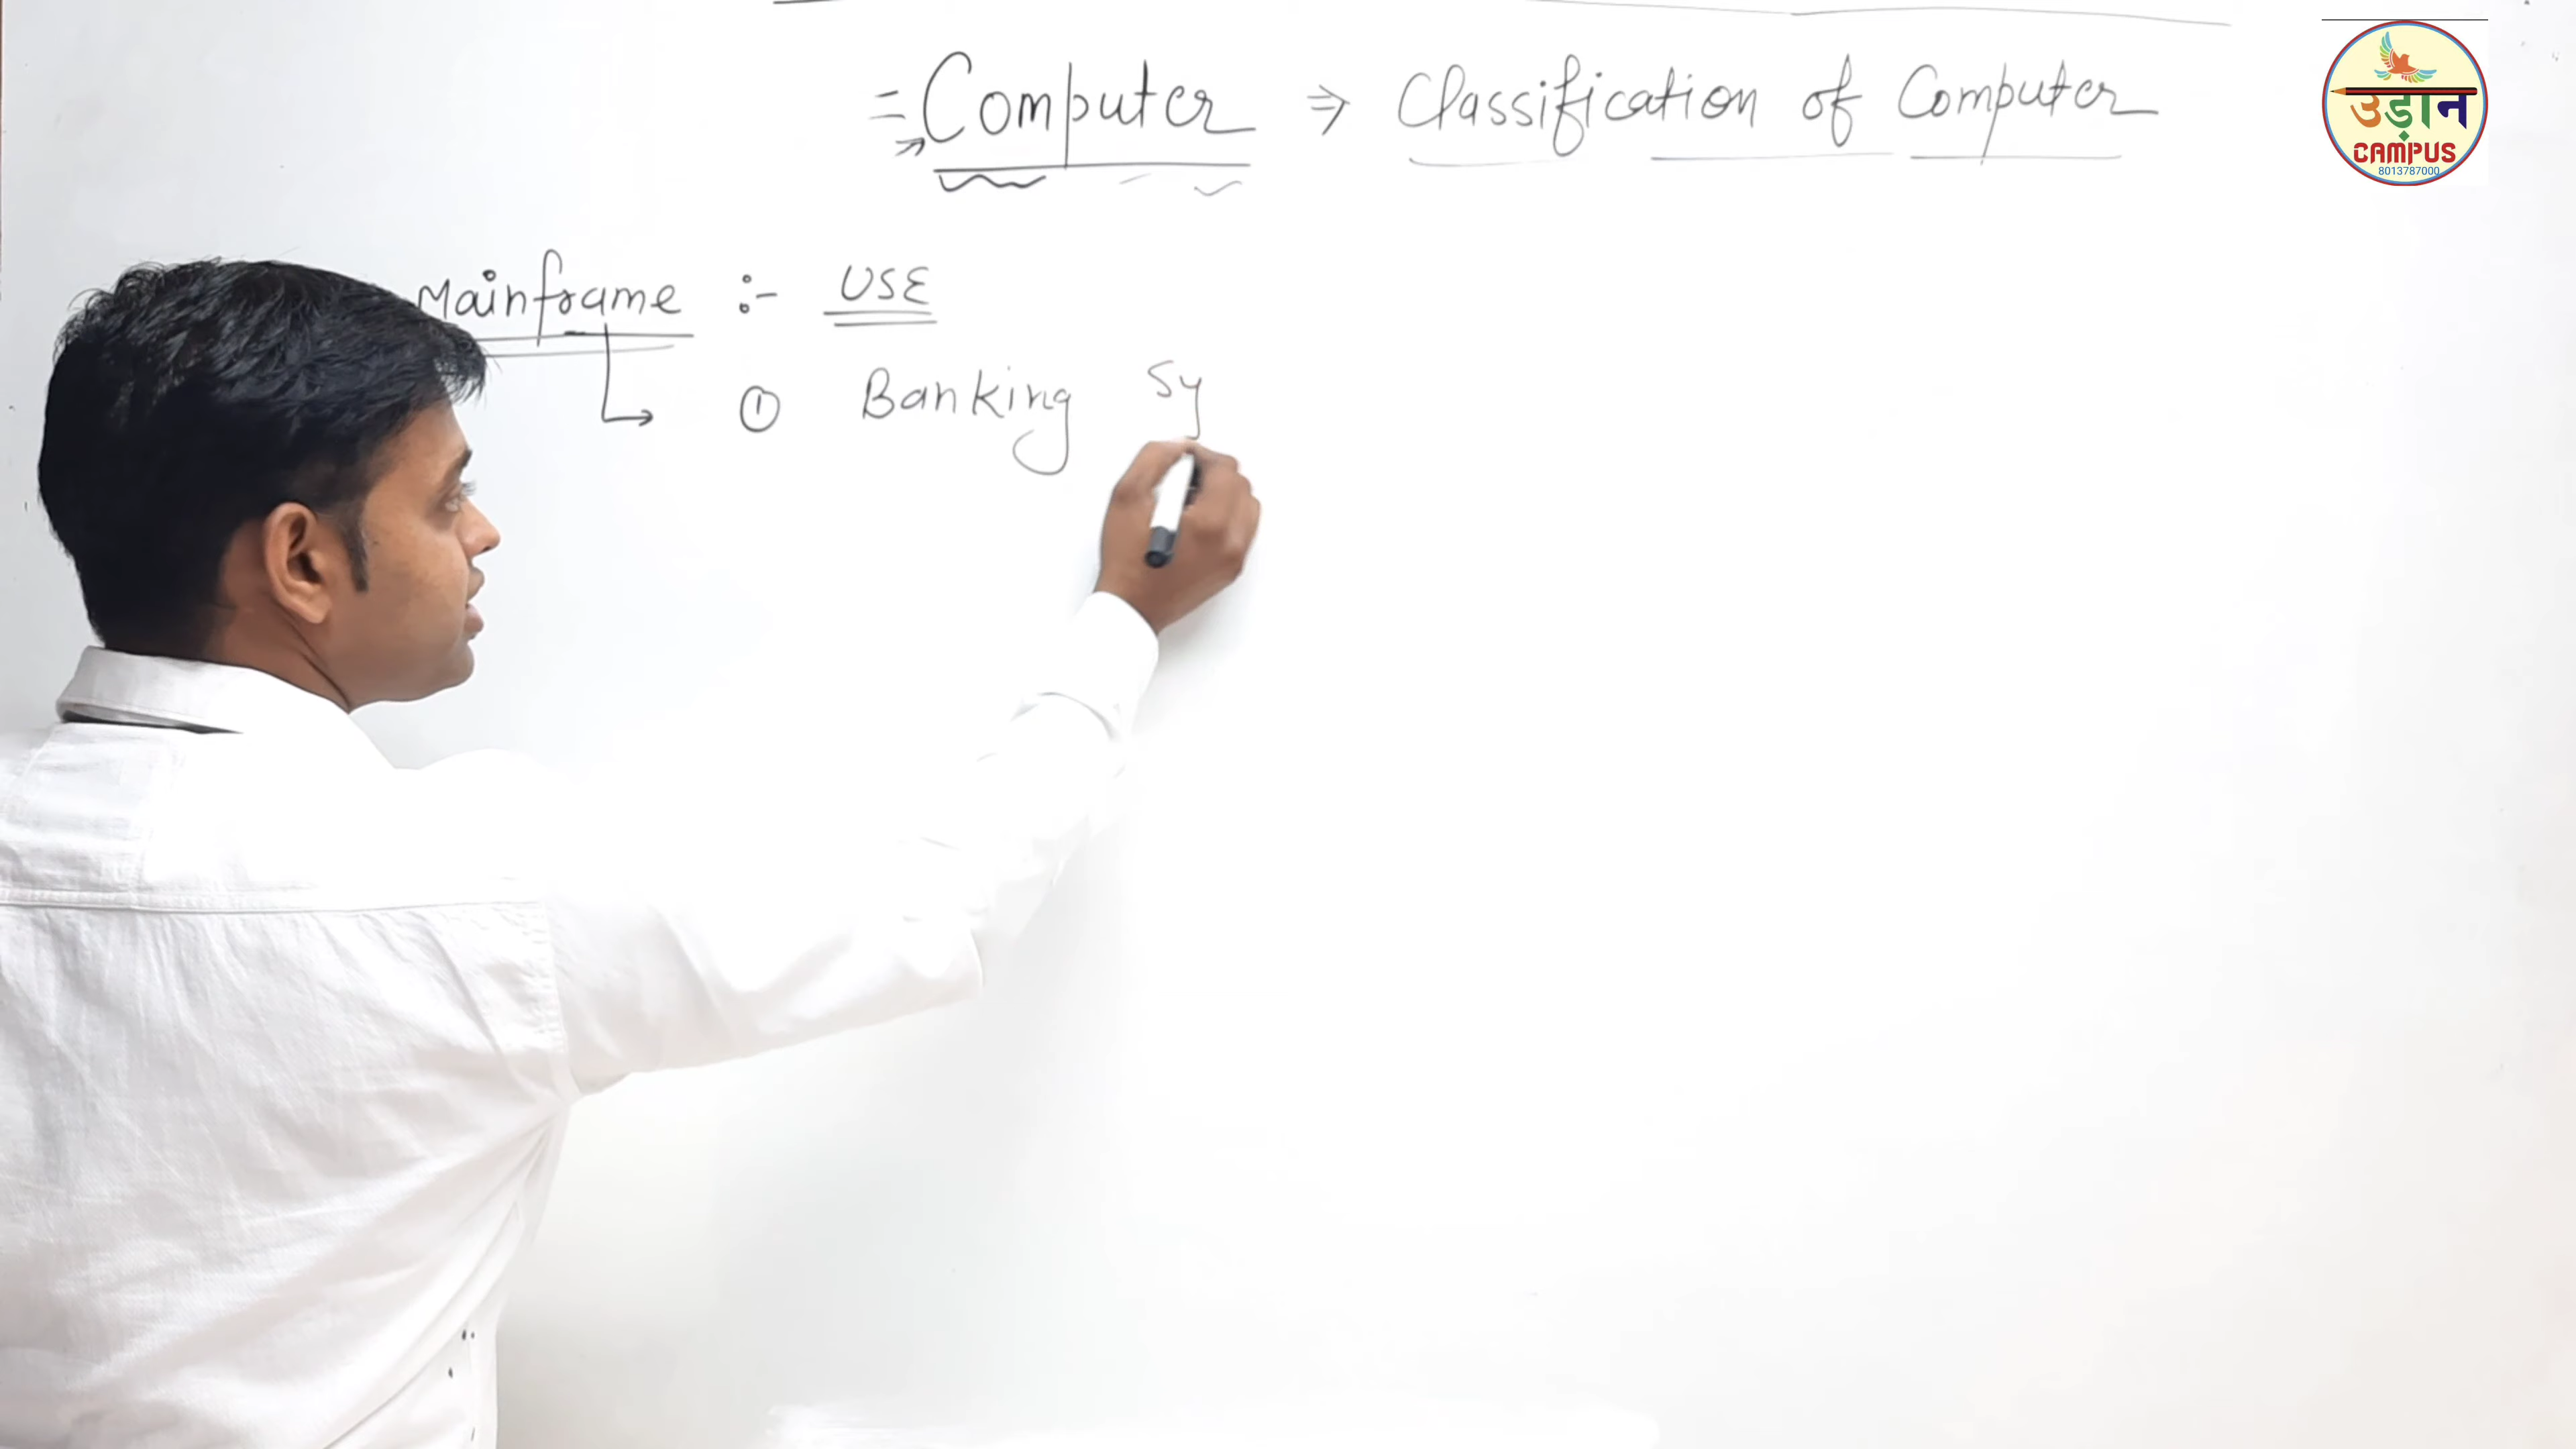 = Computer ⇒ Classification of Computer
उड़ान
CAMPUS
8013787000
Mainframe :- USE
① Banking Sy